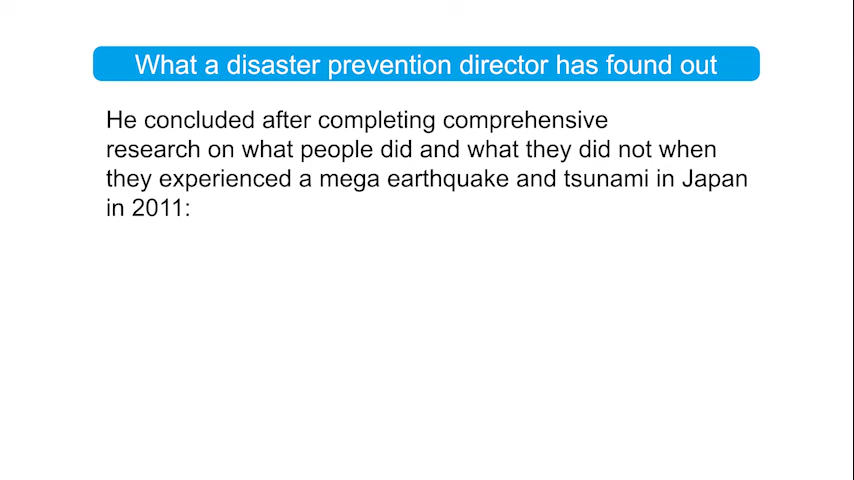 What a disaster prevention director has found out
He concluded after completing comprehensive
research on what people did and what they did not when
they experienced a mega earthquake and tsunami in Japan
in 2011: